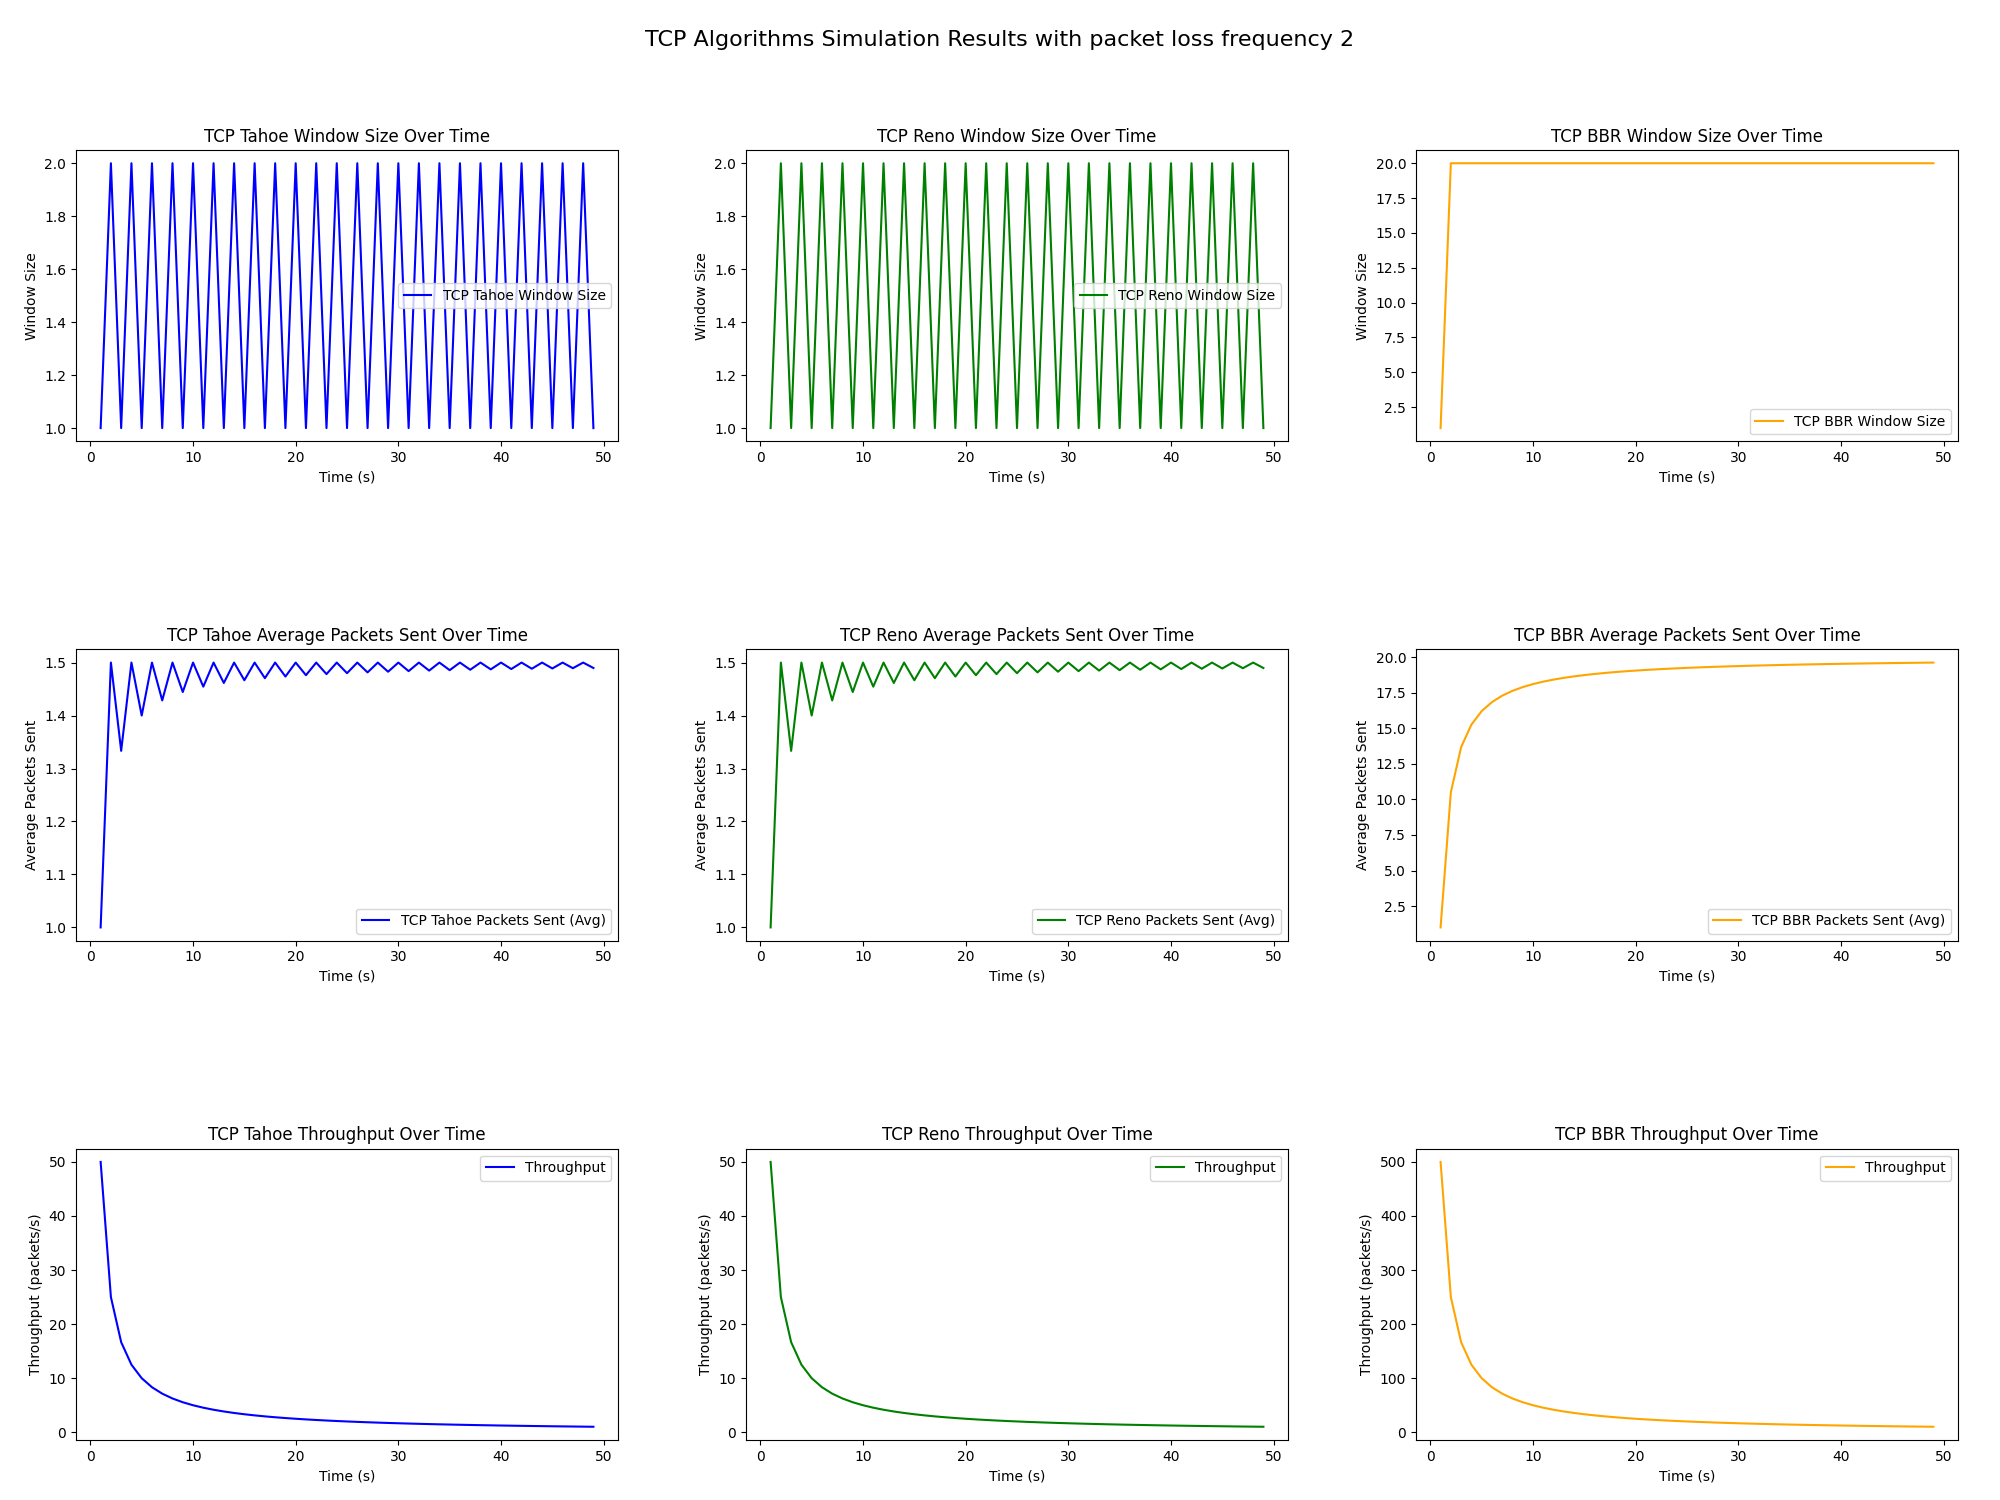 TCP Algorithms Simulation Results with packet loss frequency 2
TCP Tahoe Window Size Over Time
Window Size
2.0
1.8
1.6
1.4
1.2
1.0
TCP Tahoe Window Size
0 10 20 30 40 50
Time (s)
TCP Reno Window Size Over Time
Window Size
2.0
1.8
1.6
1.4
1.2
1.0
TCP Reno Window Size
0 10 20 30 40 50
Time (s)
TCP BBR Window Size Over Time
Window Size
20.0
17.5
15.0
12.5
10.0
7.5
5.0
2.5
TCP BBR Window Size
0 10 20 30 40 50
Time (s)
TCP Tahoe Average Packets Sent Over Time
Average Packets Sent
1.5
1.4
1.3
1.2
1.1
1.0
TCP Tahoe Packets Sent (Avg)
0 10 20 30 40 50
Time (s)
TCP Reno Average Packets Sent Over Time
Average Packets Sent
1.5
1.4
1.3
1.2
1.1
1.0
TCP Reno Packets Sent (Avg)
0 10 20 30 40 50
Time (s)
TCP BBR Average Packets Sent Over Time
Average Packets Sent
20.0
17.5
15.0
12.5
10.0
7.5
5.0
2.5
TCP BBR Packets Sent (Avg)
0 10 20 30 40 50
Time (s)
TCP Tahoe Throughput Over Time
Throughput (packets/s)
50
40
30
20
10
0
Throughput
0 10 20 30 40 50
Time (s)
TCP Reno Throughput Over Time
Throughput (packets/s)
50
40
30
20
10
0
Throughput
0 10 20 30 40 50
Time (s)
TCP BBR Throughput Over Time
Throughput (packets/s)
500
400
300
200
100
0
Throughput
0 10 20 30 40 50
Time (s)